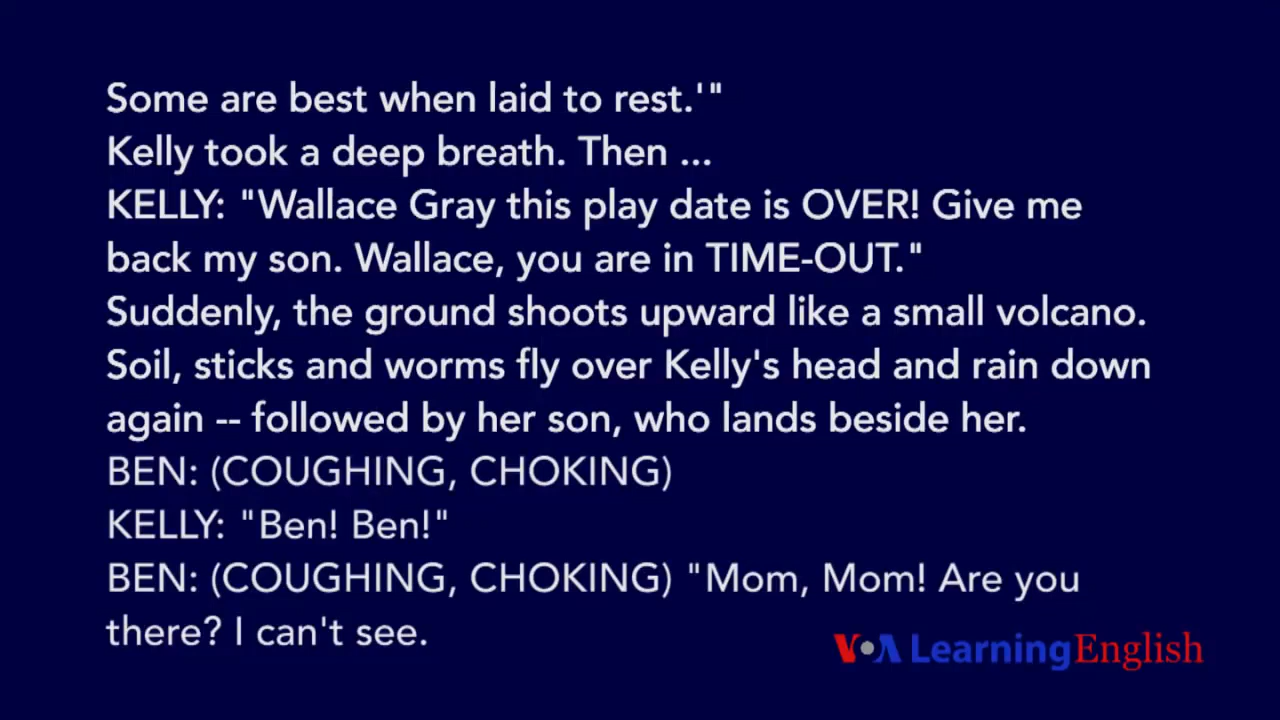 Some are best when laid to rest.'"
Kelly took a deep breath. Then ...
KELLY: "Wallace Gray this play date is OVER! Give me
back my son. Wallace, you are in TIME-OUT."
Suddenly, the ground shoots upward like a small volcano.
Soil, sticks and worms fly over Kelly's head and rain down
again -- followed by her son, who lands beside her.
BEN: (COUGHING, CHOKING)
KELLY: "Ben! Ben!"
BEN: (COUGHING, CHOKING) "Mom, Mom! Are you
there? I can't see.
VOA Learning English